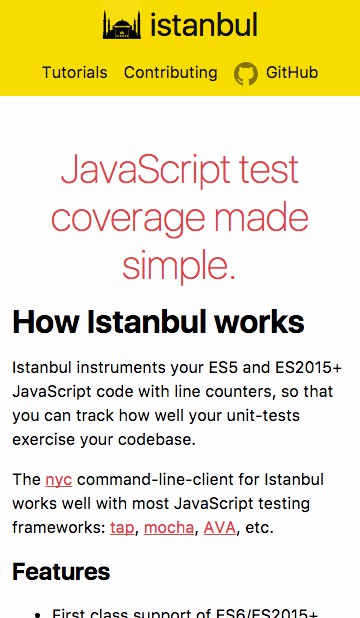 istanbul
Tutorials Contributing GitHub
JavaScript test
coverage made
simple.
How Istanbul works
Istanbul instruments your ES5 and ES2015+
JavaScript code with line counters, so that
you can track how well your unit-tests
exercise your codebase.
The nyc command-line-client for Istanbul
works well with most JavaScript testing
frameworks: tap, mocha, AVA, etc.
Features
• First class support of ES6/ES2015+